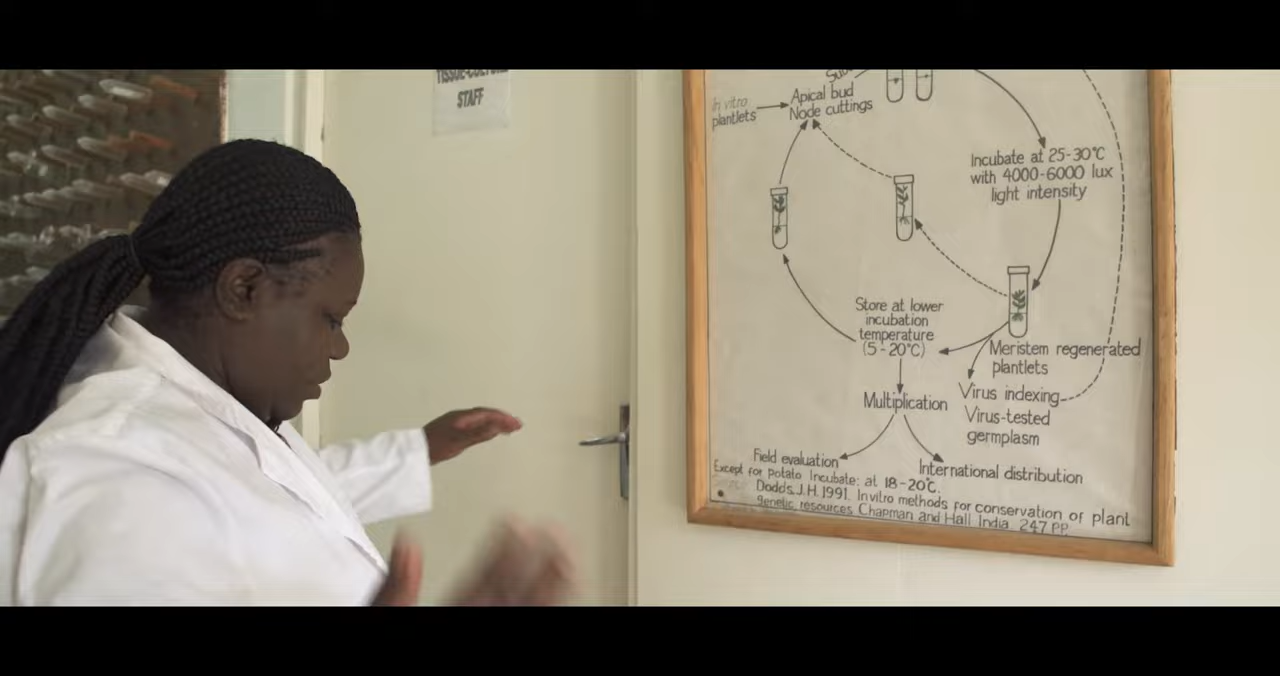 TISSUE-CULTURE
STAFF
In vitro
plantlets
Apical bud
Node cuttings
Incubate at 25-30°C
with 4000-6000 lux
light intensity
Store at lower
incubation
temperature
(5-20°C)
Meristem regenerated
plantlets
Virus indexing
Virus-tested
germplasm
Multiplication
Field evaluation
International distribution
Except for potato Incubate: at 18-20°C.
Dodds, J.H. 1991. In vitro methods for conservation of plant
genetic resources Chapman and Hall India. 247 PP.